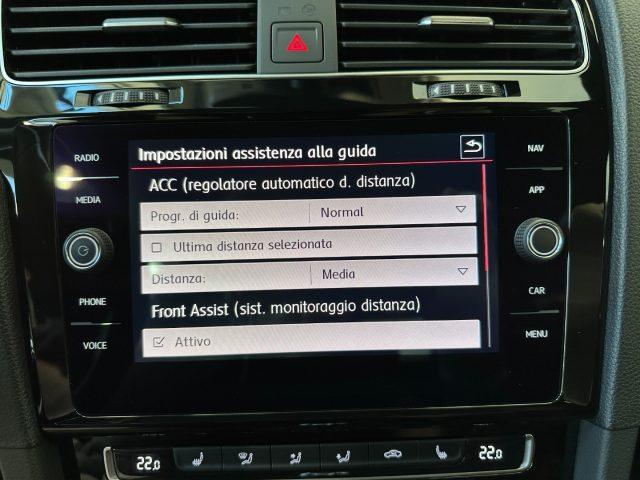 RADIO
MEDIA
PHONE
VOICE
Impostazioni assistenza alla guida
ACC (regolatore automatico d. distanza)
Progr. di guida: Normal
Ultima distanza selezionata
Distanza: Media
Front Assist (sist. monitoraggio distanza)
Attivo
NAV
APP
CAR
MENU
22.0
22.0